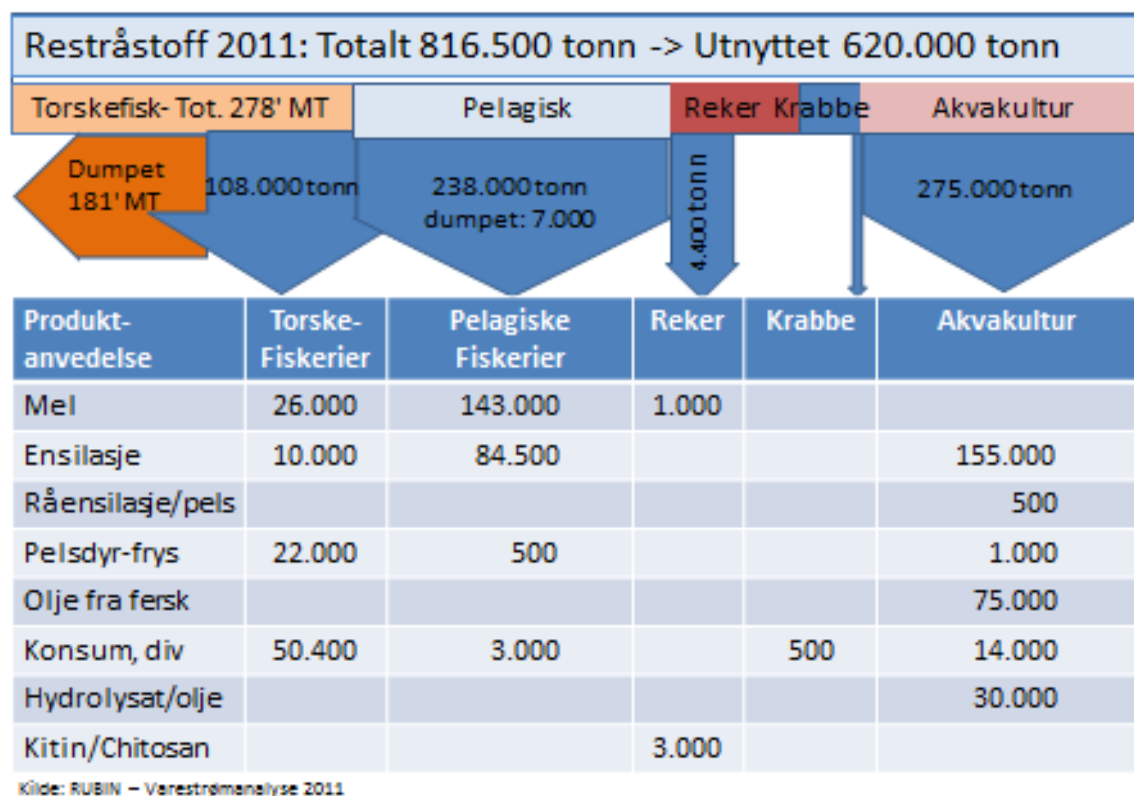 Restråstoff 2011: Totalt 816.500 tonn -> Utnyttet 620.000 tonn
Torskefisk- Tot. 278' MT Pelagisk Reker Krabbe Akvakultur
Dumpet
181' MT
108.000 tonn
238.000 tonn
dumpet: 7.000
4.400 tonn
275.000 tonn
Produkt-
anvedelse
Torske-
Fiskerier
Pelagiske
Fiskerier
Reker
Krabbe
Akvakultur
Mel 26.000 143.000 1.000
Ensilasje 10.000 84.500 155.000
Råensilasje/pels 500
Pelsdyr-frys 22.000 500 1.000
Olje fra fersk 75.000
Konsum, div 50.400 3.000 500 14.000
Hydrolysat/olje 30.000
Kitin/Chitosan 3.000
Kilde: RUBIN – Varestrømanalyse 2011